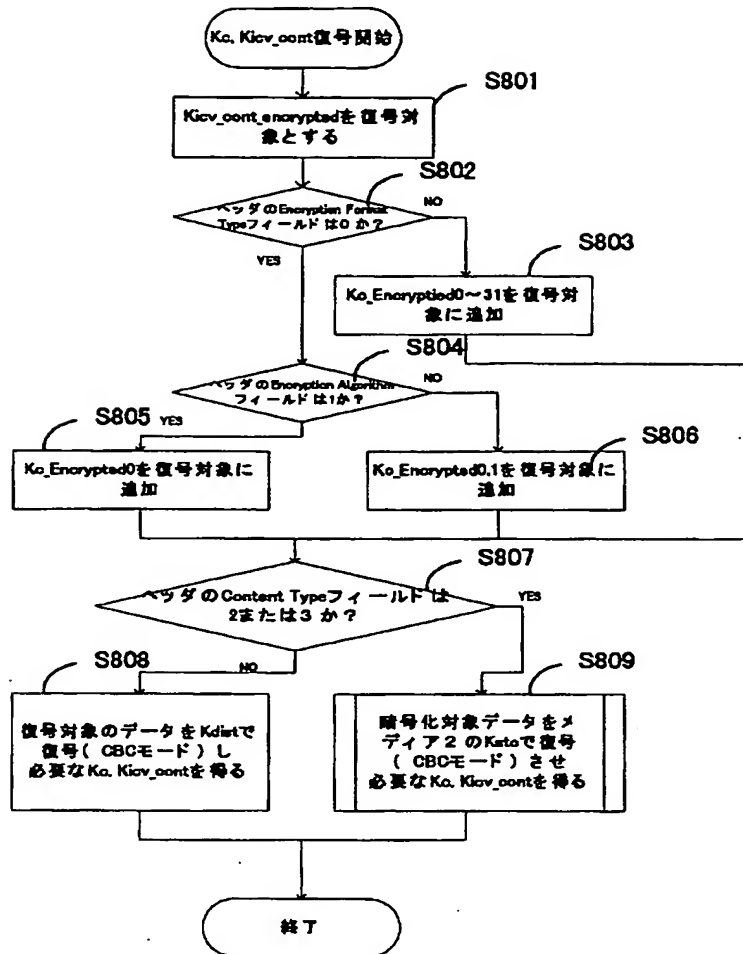 Kc, Kicv_cont復号開始
S801
Kicv_cont_encryptedを復号対
象とする
S802
ヘッダのEncryption Format
Typeフィールドは0か？
NO
YES
S803
Kc_Encryptied0～31を復号対
象に追加
S804
ヘッダのEncryption Algorithm
フィールドは1か？
NO
S805
YES
Kc_Encrypted0を復号対象に
追加
S806
Kc_Encrypted0,1を復号対象に
追加
S807
ヘッダのContent Typeフィールドは
2または3か？
YES
NO
S808
復号対象のデータをKdistで
復号( CBCモード)し
必要なKc, Kicv_contを得る
S809
暗号化対象データをメ
ディア2のKstoで復号
( CBCモード)させ
必要なKc, Kicv_contを得る
終了